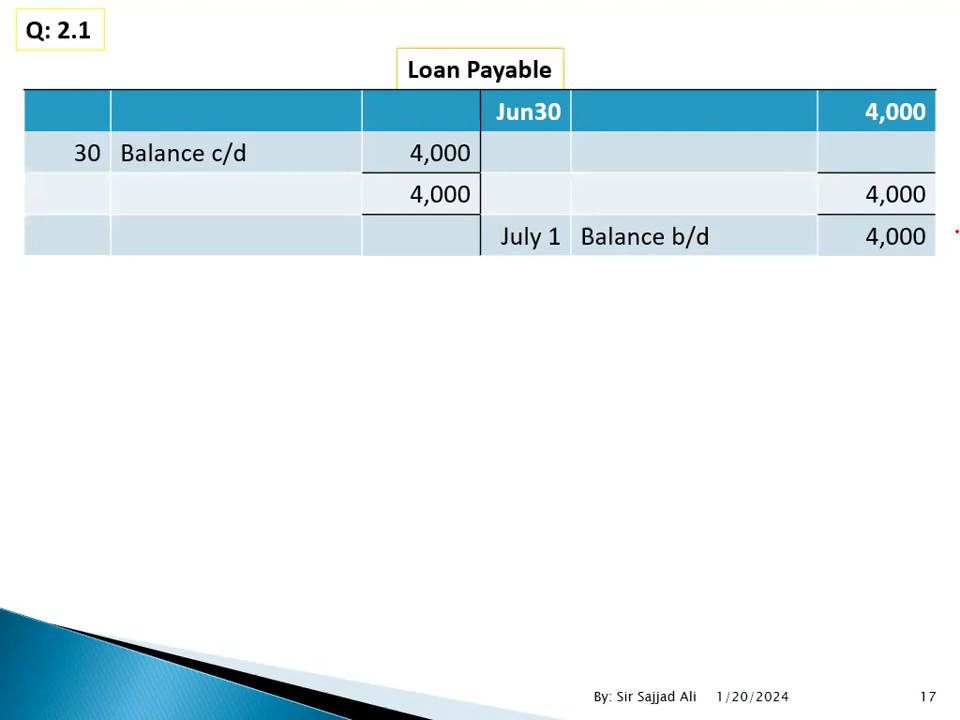 Q: 2.1
Loan Payable
Jun30 4,000
30 Balance c/d 4,000
4,000 4,000
July 1 Balance b/d 4,000
By: Sir Sajjad Ali 1/20/2024 17